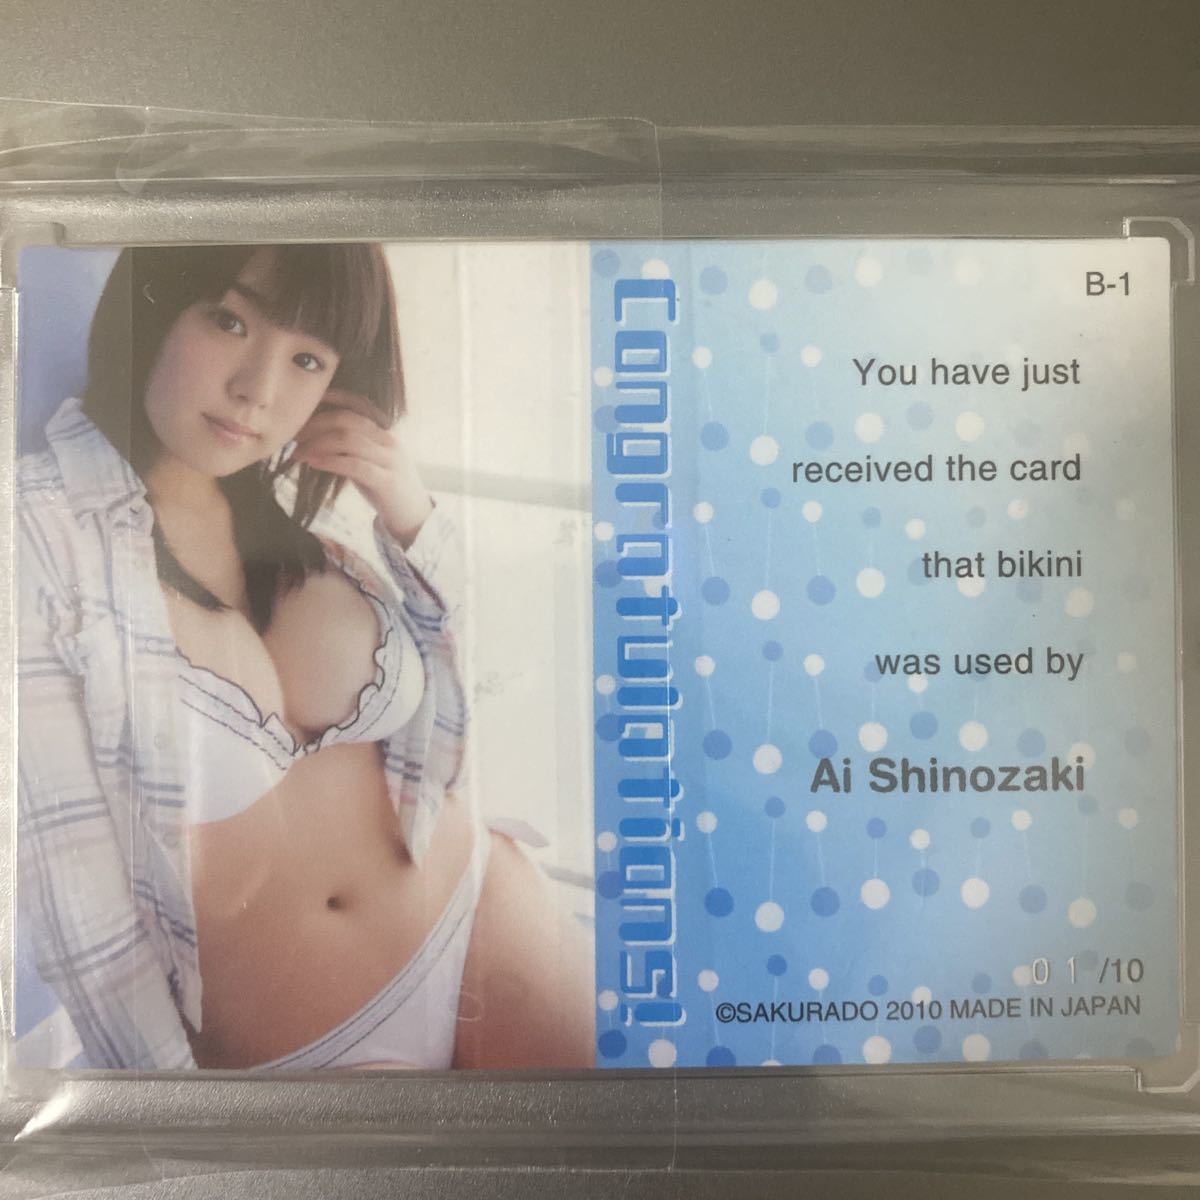 B-1
Congratulations!
You have just
received the card
that bikini
was used by
Ai Shinozaki
01 /10
©SAKURADO 2010 MADE IN JAPAN